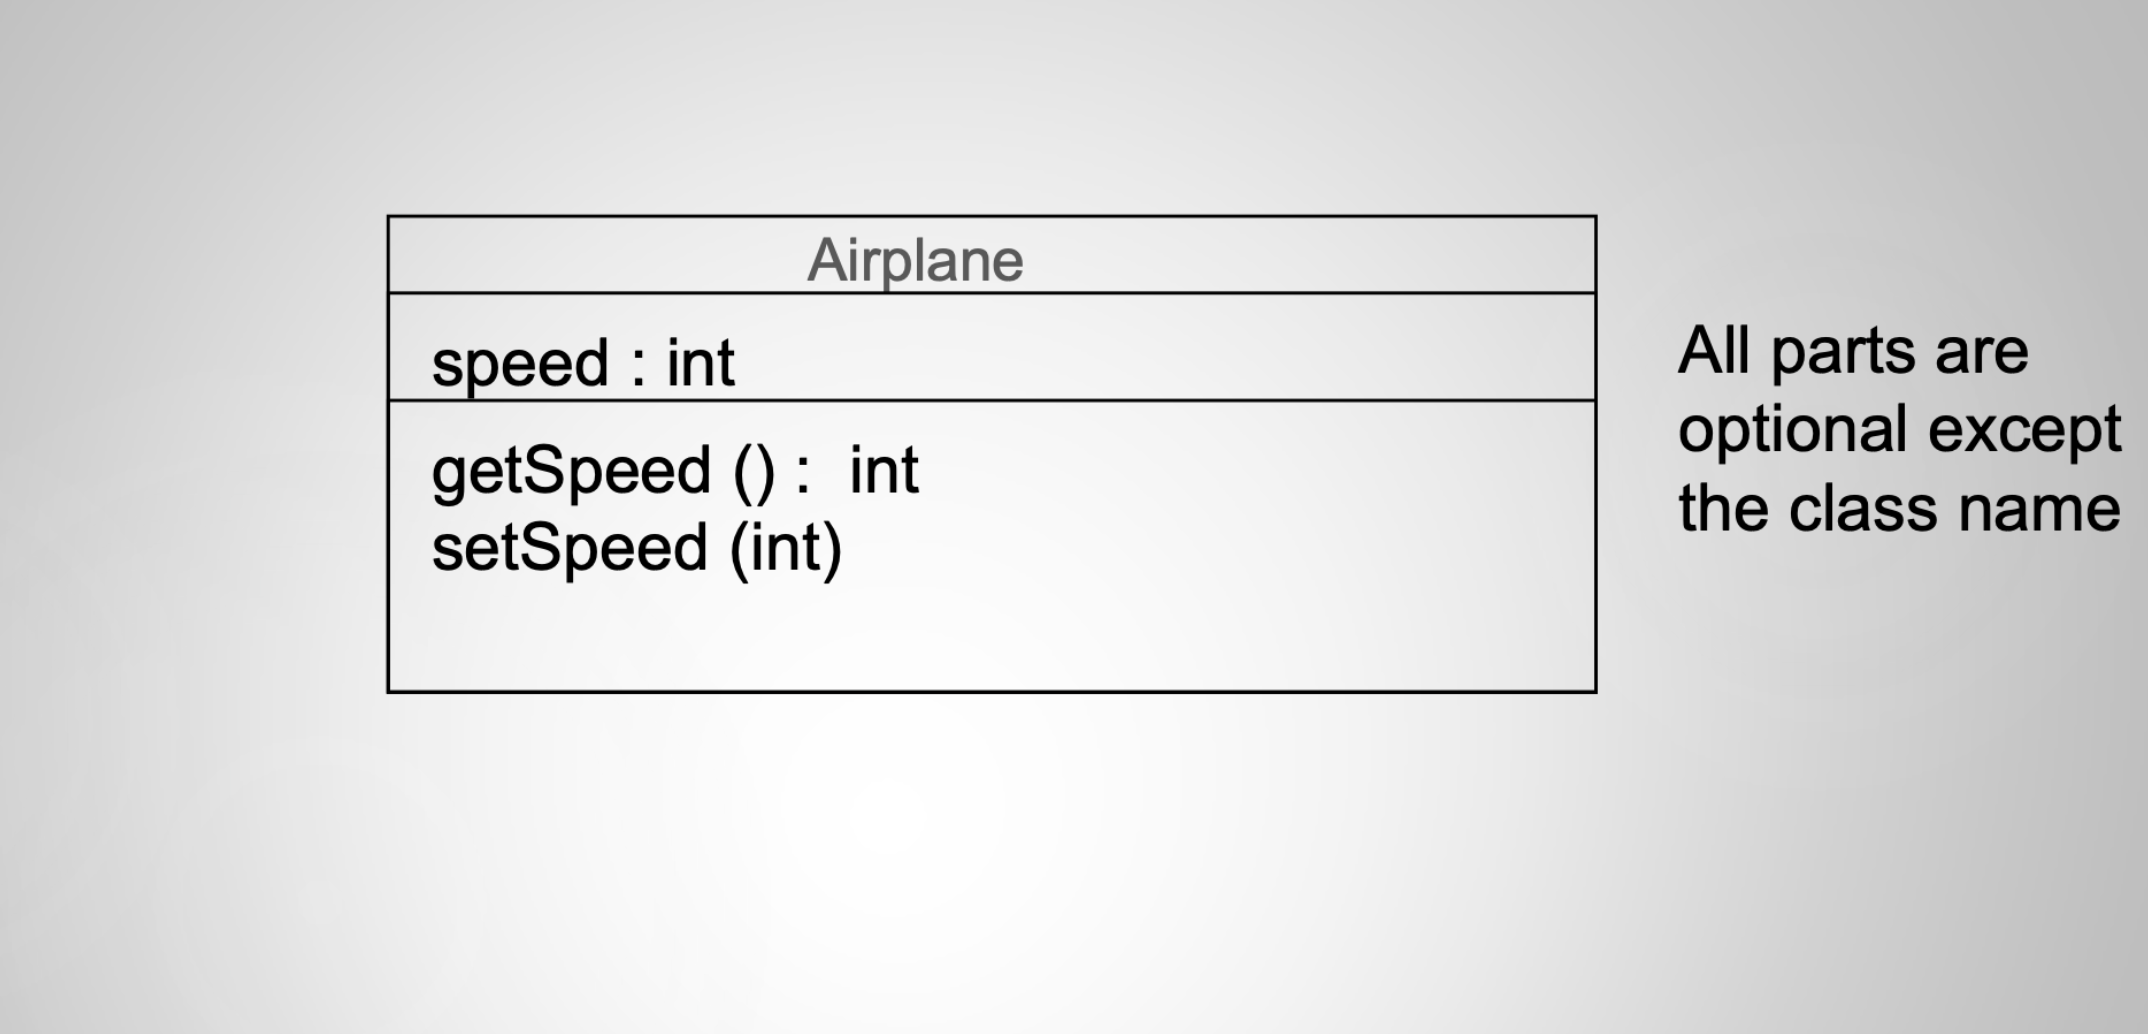 Airplane
speed : int
getSpeed () :  int
setSpeed (int)
All parts are
optional except
the class name